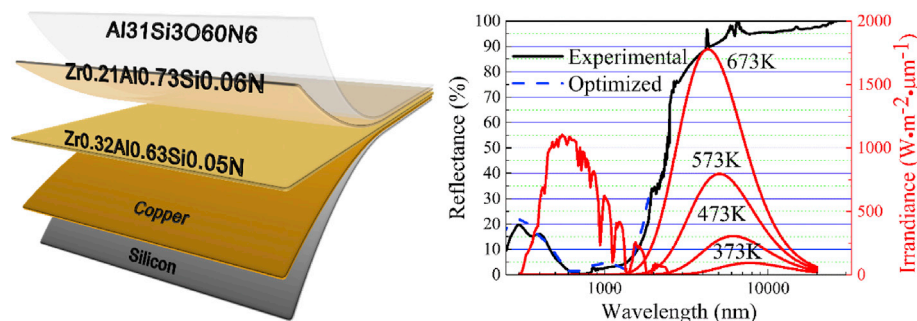 Al31Si3O60N6
Zr0.21Al0.73Si0.06N
Zr0.32Al0.63Si0.05N
Copper
Silicon
Reflectance (%)
100
90
80
70
60
50
40
30
20
10
0
Experimental
Optimized
673K
573K
473K
373K
2000
1500
1000
500
0
Irrandiance (W•m-2•μm-1)
1000
10000
Wavelength (nm)